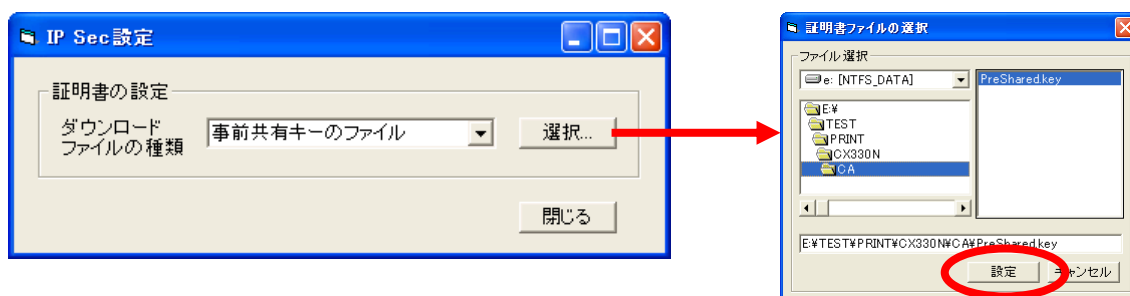 IP Sec設定
証明書の設定
ダウンロード
ファイルの種類
事前共有キーのファイル
選択...
閉じる
証明書ファイルの選択
ファイル選択
e: [NTFS_DATA]
E:¥
TEST
PRINT
CX330N
CA
PreShared.key
E:¥TEST¥PRINT¥CX330N¥CA¥PreShared.key
設定
キャンセル